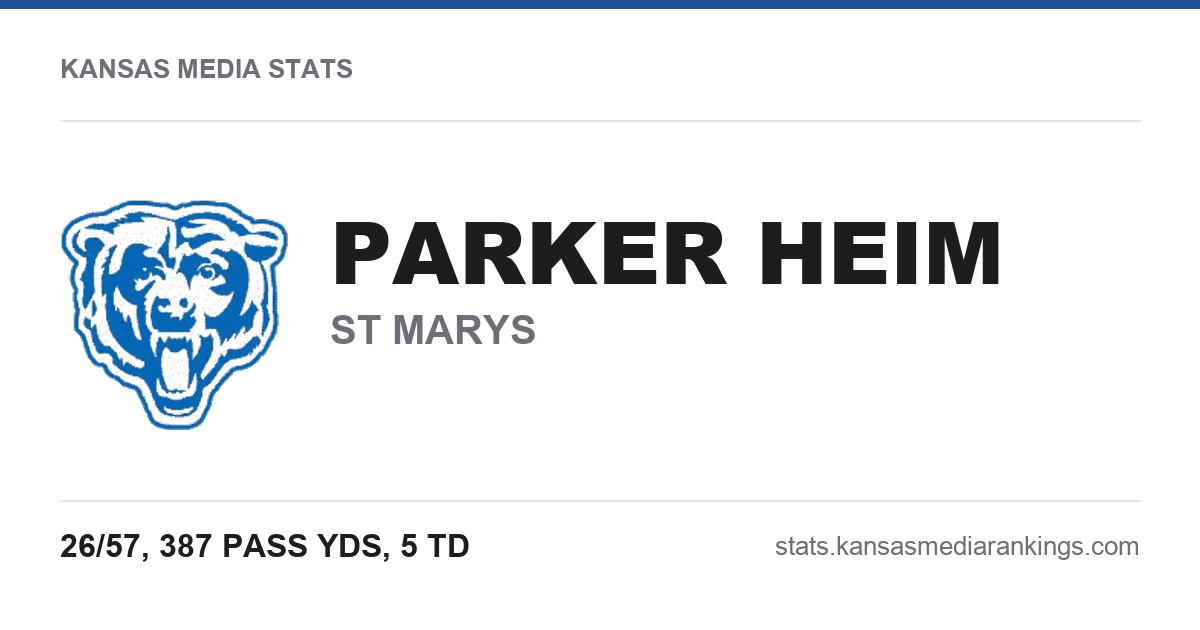 KANSAS MEDIA STATS
PARKER HEIM
ST MARYS
26/57, 387 PASS YDS, 5 TD
stats.kansasmediarankings.com